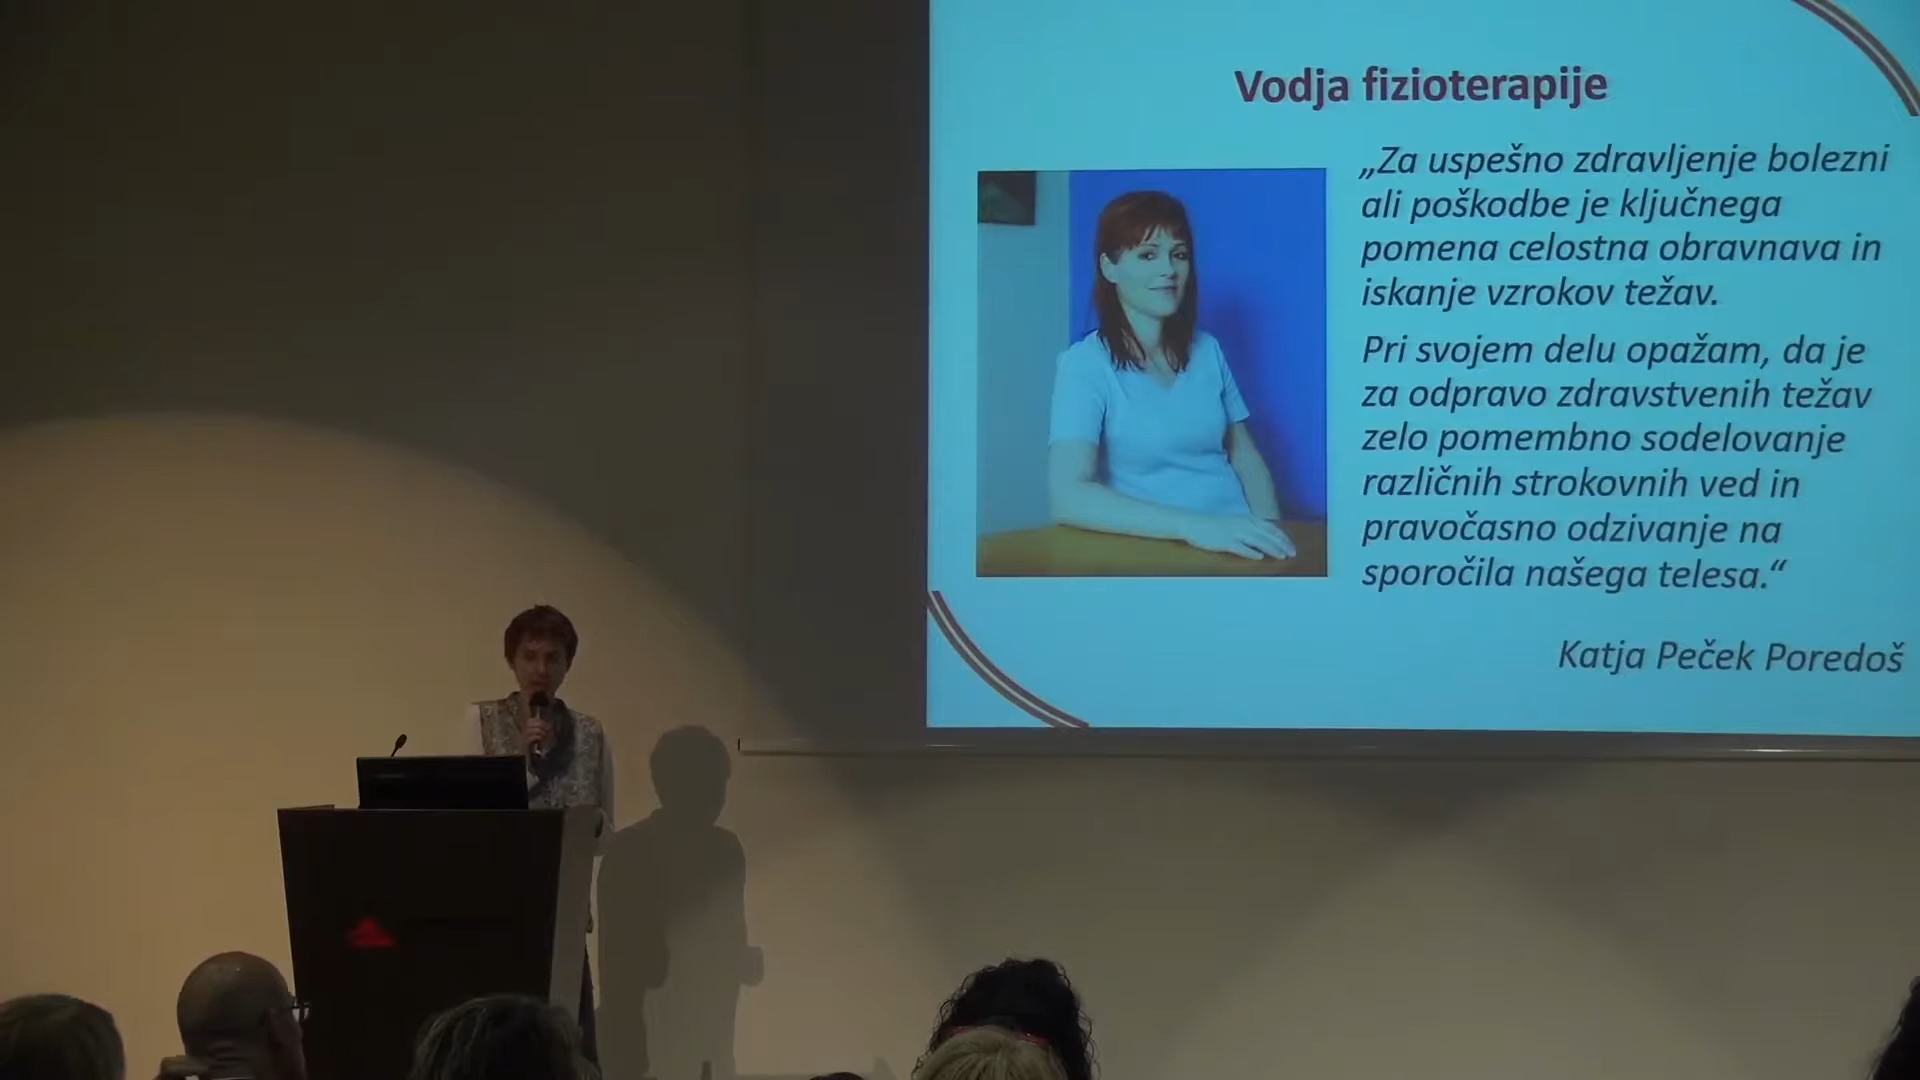 Vodja fizioterapije
„Za uspešno zdravljenje bolezni
ali poškodbe je ključnega
pomena celostna obravnava in
iskanje vzrokov težav.
Pri svojem delu opažam, da je
za odpravo zdravstvenih težav
zelo pomembno sodelovanje
različnih strokovnih ved in
pravočasno odzivanje na
sporočila našega telesa.“
Katja Peček Poredoš